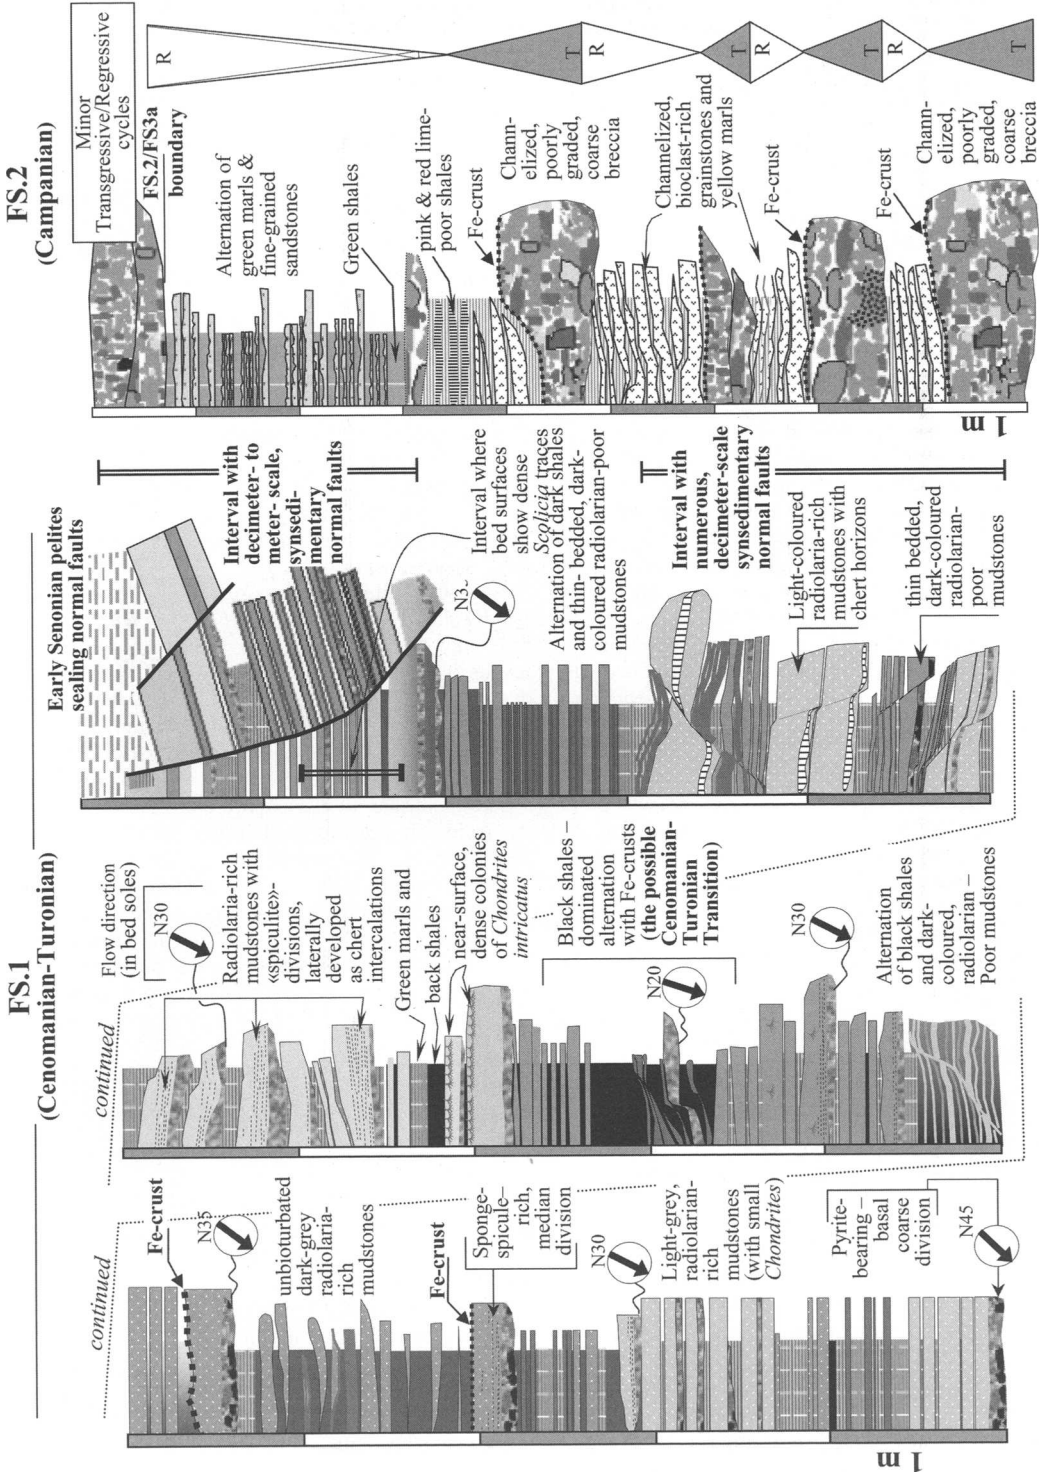 FS.1
(Cenomanian-Turonian)
FS.2
(Campanian)
continued
Fe-crust
N35
unbioturbated
dark-grey
radiolaria-
rich
mudstones
Fe-crust
Sponge-
spicule–
rich,
median
division
N30
Light-grey,
radiolarian-
rich
mudstones
(with small
Chondrites)
Pyrite-
bearing –
basal
coarse
division
N45
1 m
continued
Flow direction
(in bed soles)
N30
Radiolaria-rich
mudstones with
«spiculite»-
divisions,
laterally
developed
as chert
intercalations
Green marls and
back shales
near-surface,
dense colonies
of Chondrites
intricatus
Black shales –
dominated
alternation
with Fe-crusts
(the possible
Cenomanian-
Turonian
Transition)
N20
N30
Alternation
of black shales
and dark-
coloured,
radiolarian –
Poor mudstones
Early Senonian pelites
sealing normal faults
Interval with
decimeter- to
meter- scale,
synsedi-
mentary
normal faults
Interval where
bed surfaces
show dense
Scolicia traces
N3
Alternation of dark shales
and thin- bedded, dark-
coloured radiolarian-poor
mudstones
Interval with
numerous,
decimeter-scale
synsedimentary
normal faults
Light-coloured
radiolaria-rich
mudstones with
chert horizons
thin bedded,
dark-coloured
radiolarian-
poor
mudstones
Minor
Transgressive/Regressive
cycles
FS.2/FS3a
boundary
R
Alternation of
green marls &
fine-grained
sandstones
Green shales
pink & red lime-
poor shales
Fe-crust
T
Chann-
elized,
poorly
graded,
coarse
breccia
R
Channelized,
bioclast-rich
grainstones and
yellow marls
T
R
Fe-crust
T
Fe-crust
R
Chann-
elized,
poorly
graded,
coarse
breccia
T
1 m